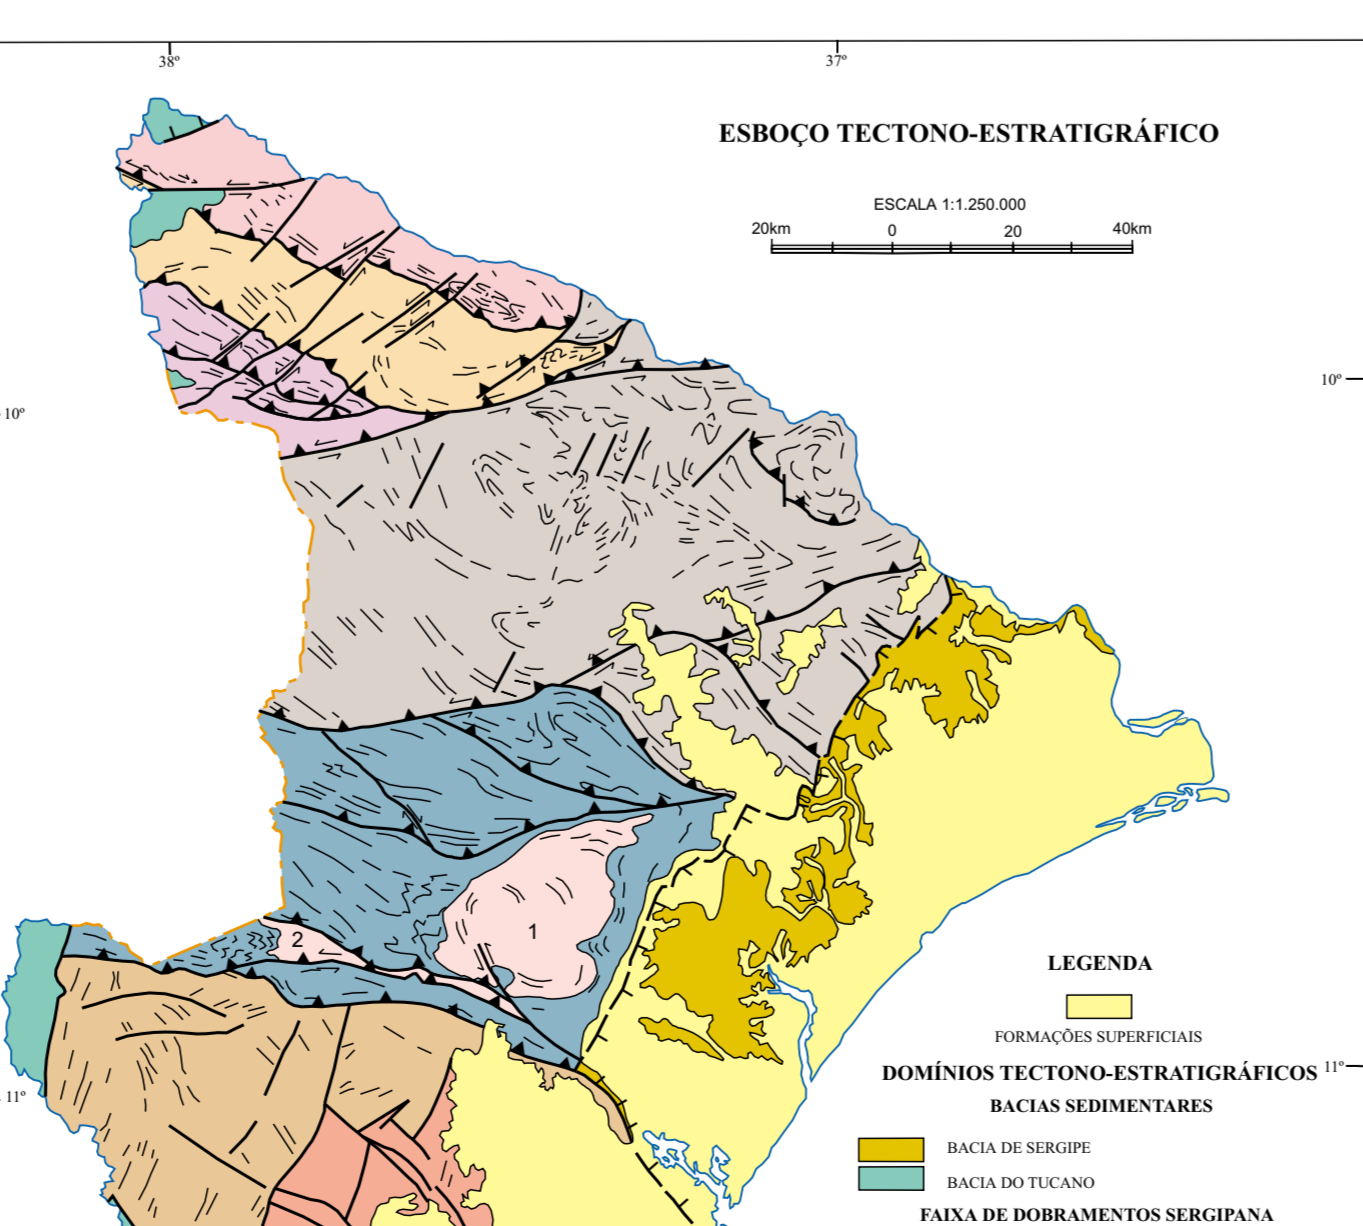 38º
37º
ESBOÇO TECTONO-ESTRATIGRÁFICO
ESCALA 1:1.250.000
20km 0 20 40km
10º
10º
2
1
LEGENDA
FORMAÇÕES SUPERFICIAIS
DOMÍNIOS TECTONO-ESTRATIGRÁFICOS
11º
11º
BACIAS SEDIMENTARES
BACIA DE SERGIPE
BACIA DO TUCANO
FAIXA DE DOBRAMENTOS SERGIPANA